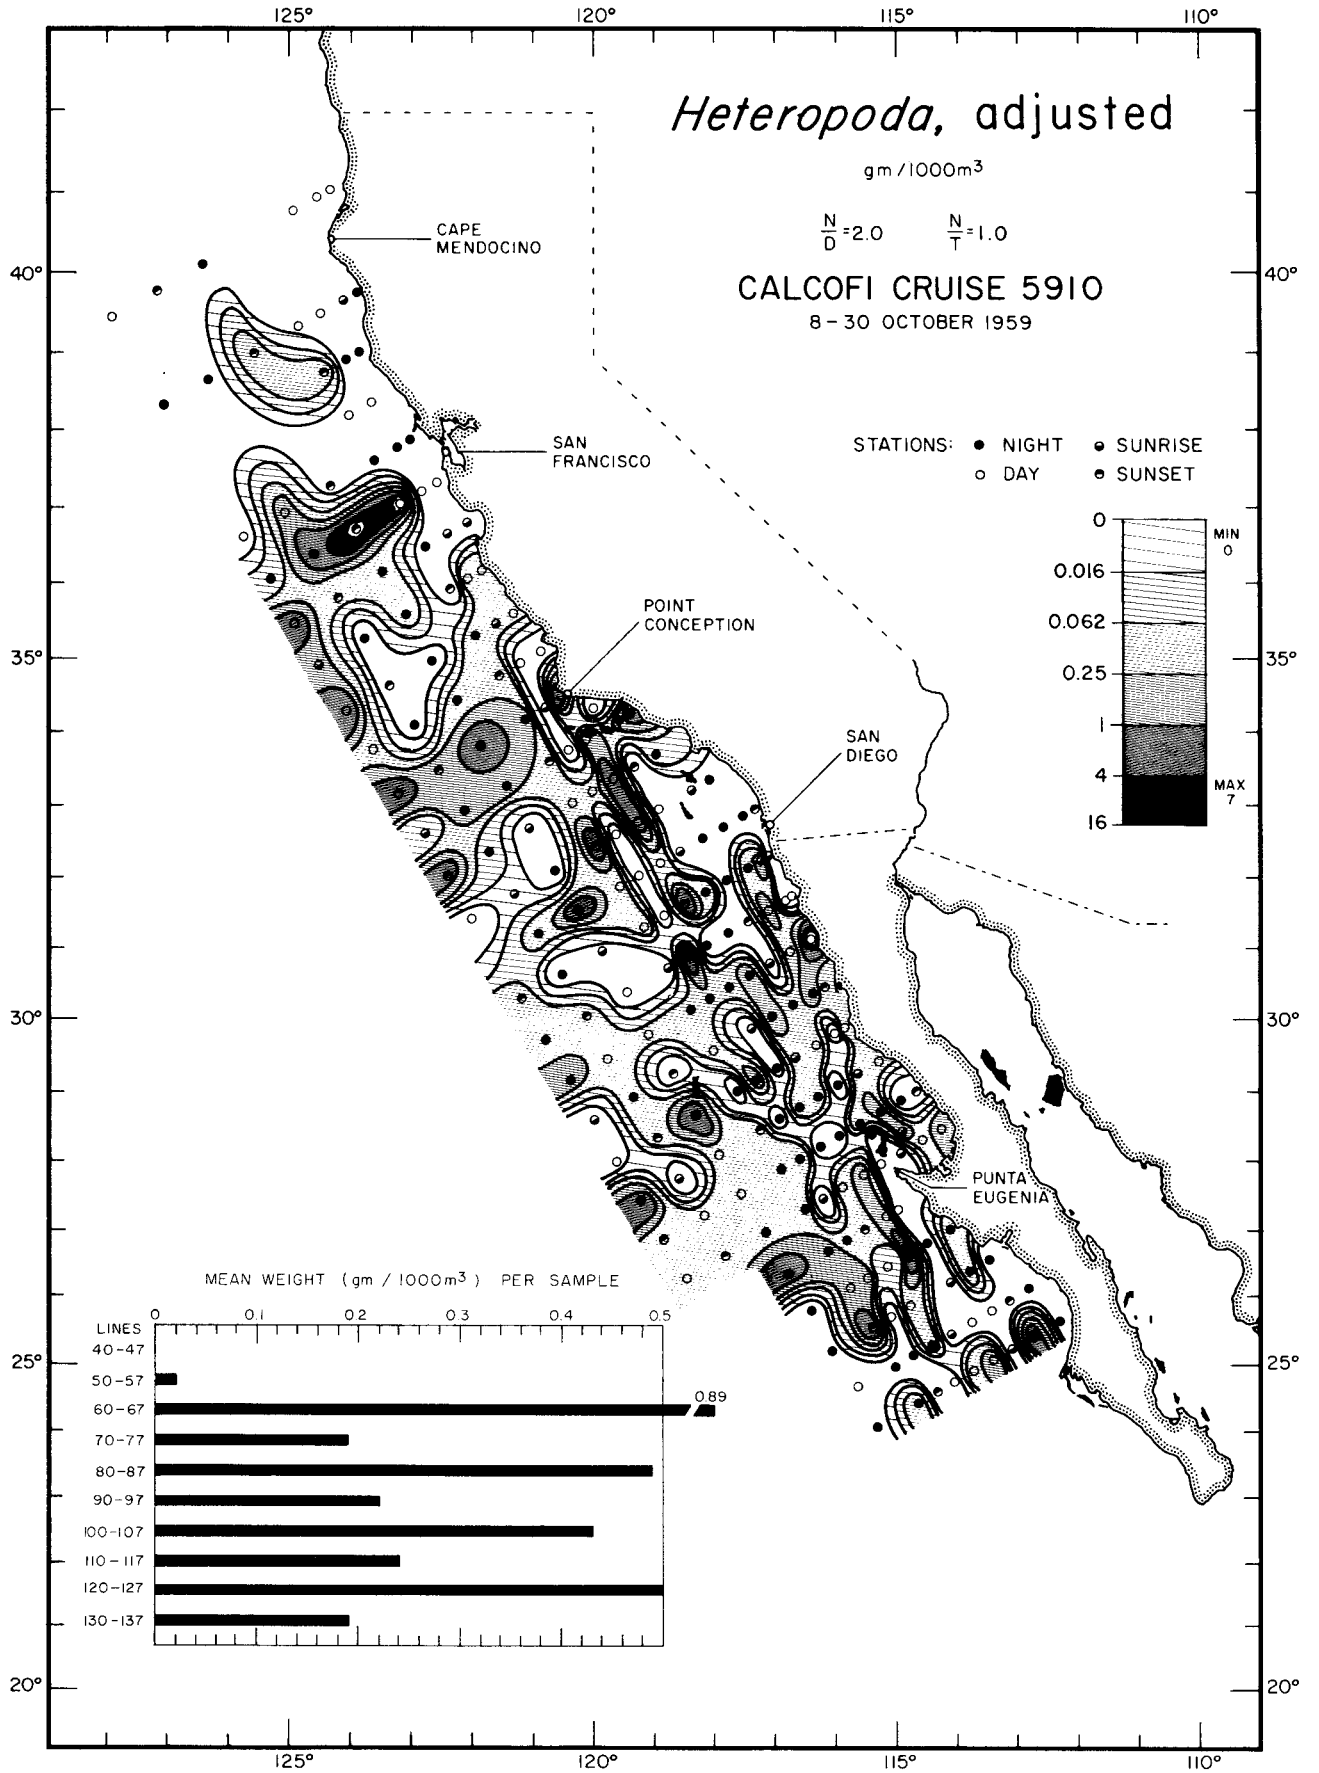 125° 120° 115° 110°
Heteropoda, adjusted
gm/1000m³
N/D=2.0 N/T=1.0
CALCOFI CRUISE 5910
8-30 OCTOBER 1959
CAPE
MENDOCINO
40° 40°
SAN
FRANCISCO
STATIONS: NIGHT SUNRISE
DAY SUNSET
0 MIN
0
0.016
0.062
0.25
1
4 MAX
7
16
POINT
CONCEPTION
35° 35°
SAN
DIEGO
30° 30°
PUNTA
EUGENIA
MEAN WEIGHT (gm / 1000m³) PER SAMPLE
0 0.1 0.2 0.3 0.4 0.5
LINES
40-47
25° 25°
50-57
60-67 0.89
70-77
80-87
90-97
100-107
110-117
120-127
130-137
20° 20°
125° 120° 115° 110°